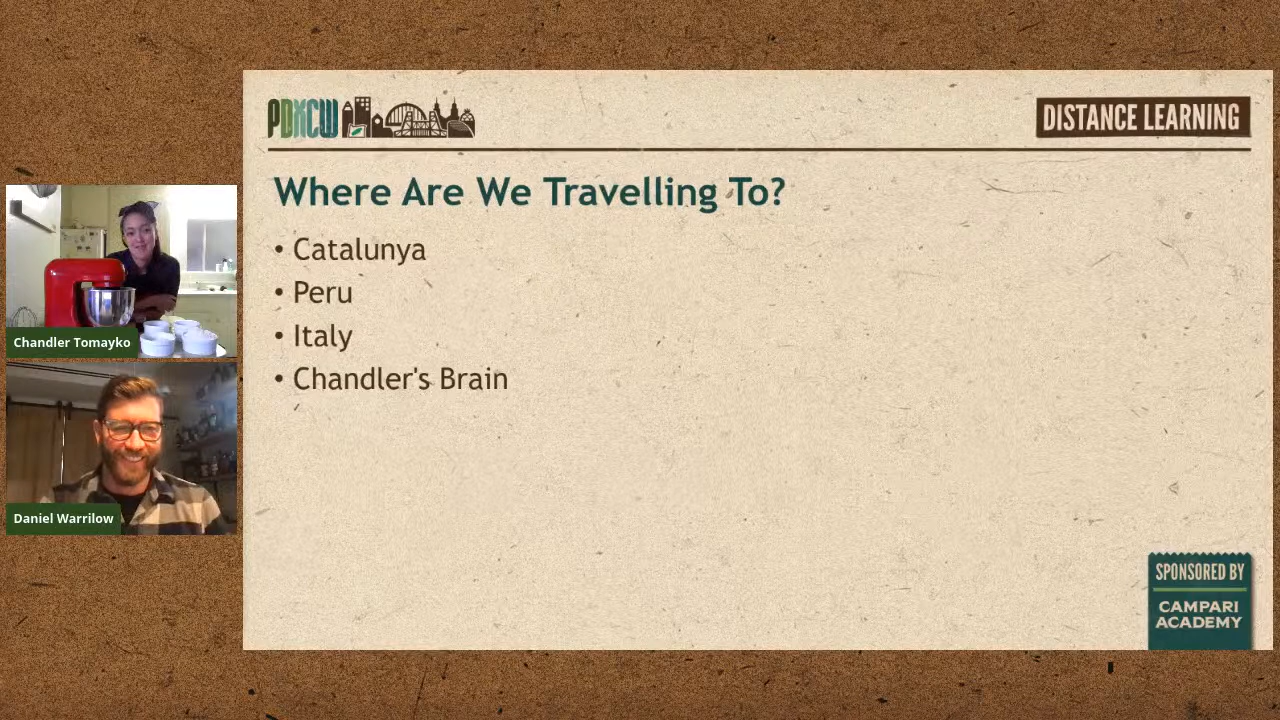 PDXCW
DISTANCE LEARNING
Where Are We Travelling To?
• Catalunya
• Peru
• Italy
• Chandler's Brain
Chandler Tomayko
Daniel Warrilow
SPONSORED BY
CAMPARI
ACADEMY